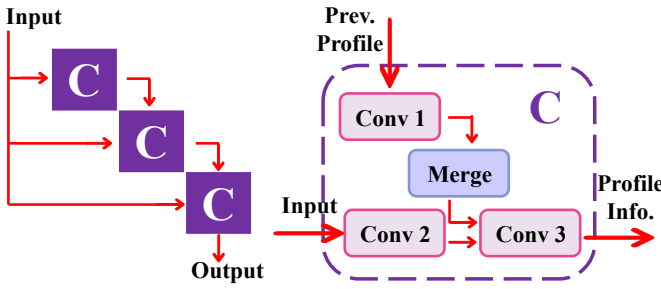 Input
C
C
C
Output
Prev.
Profile
C
Conv 1
Merge
Input
Conv 2
Conv 3
Profile
Info.